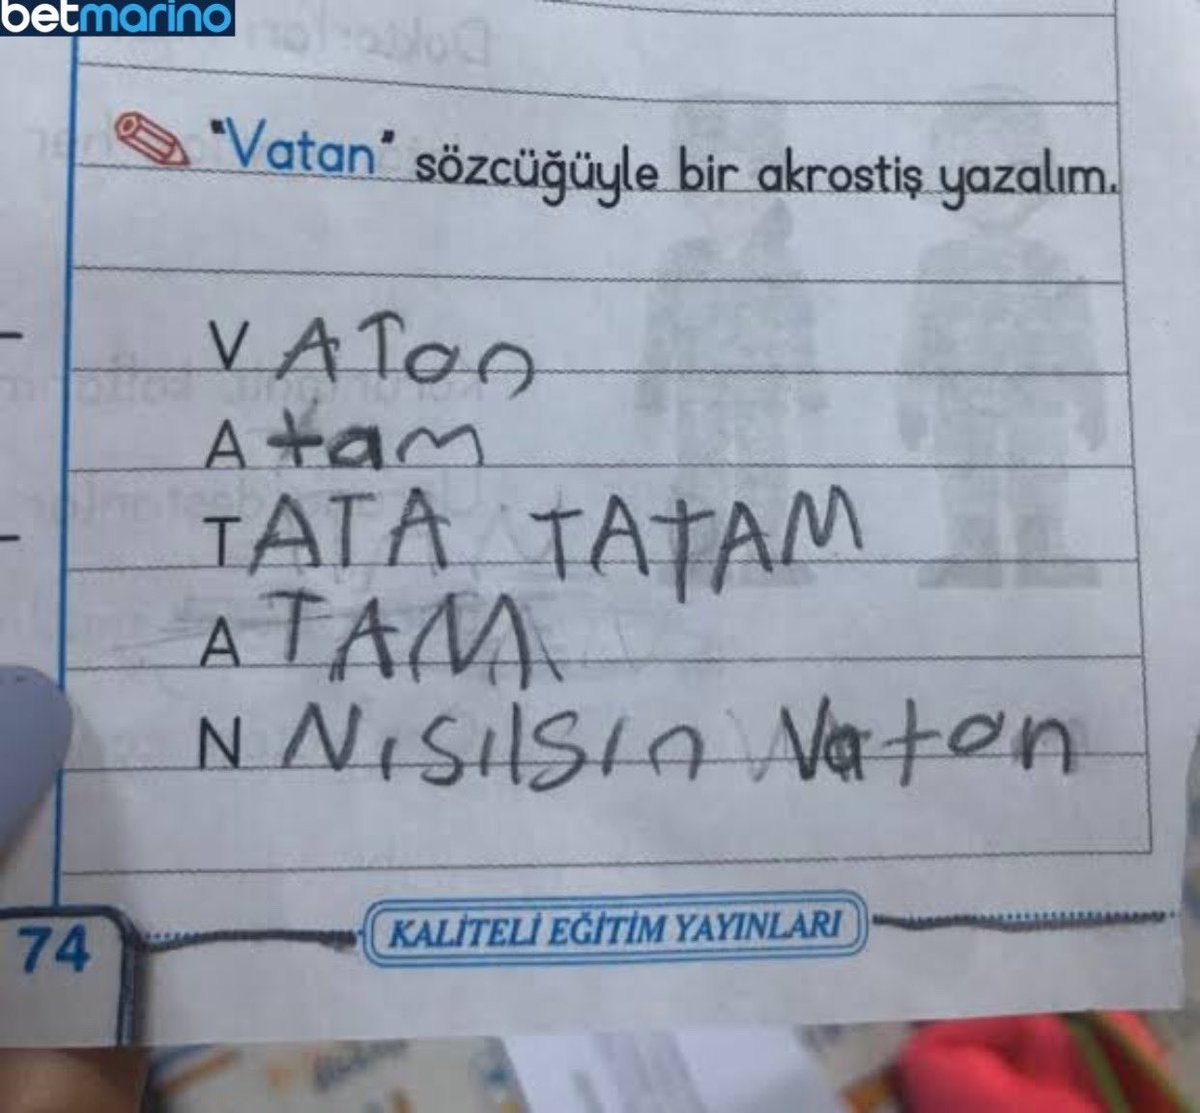 betmarino
"Vatan" sözcüğüyle bir akrostiş yazalım.
VATan
Atam
TATA TATAM
ATAM
N Nısılsın Vatan
74
KALİTELİ EĞİTİM YAYINLARI